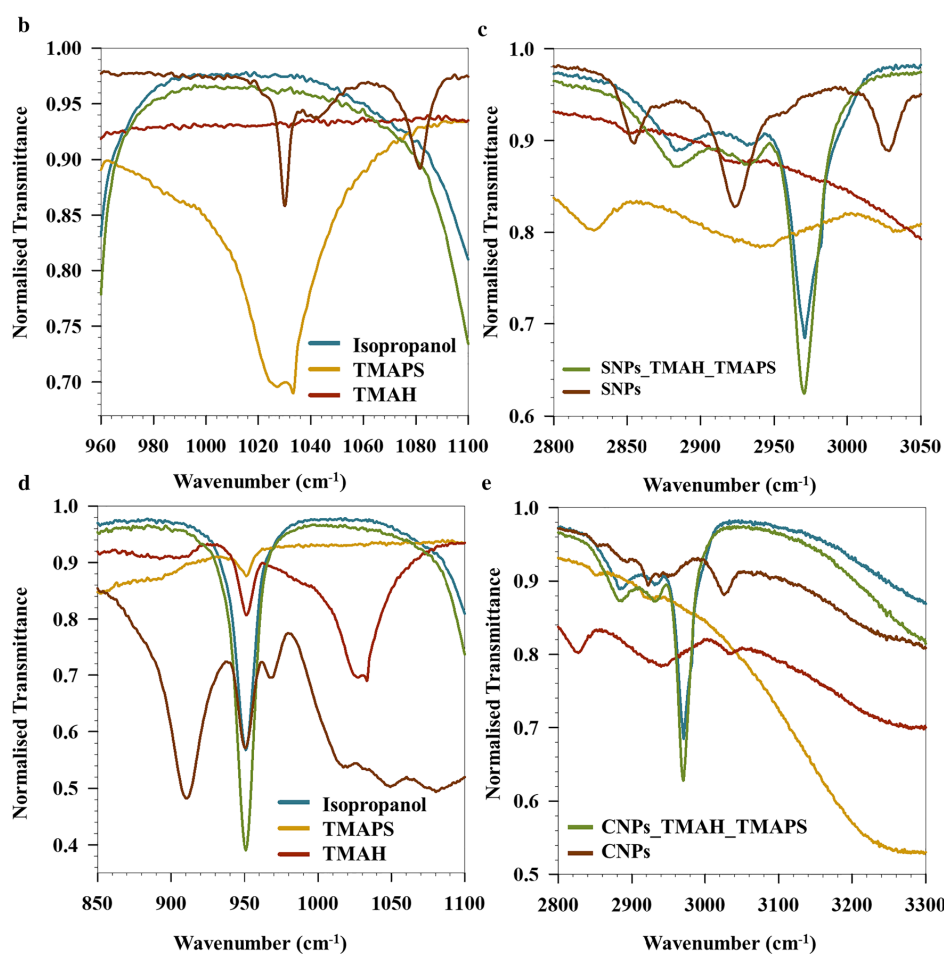 b
1.00
0.95
0.90
0.85
0.80
0.75
0.70
Normalised Transmittance
Isopropanol
TMAPS
TMAH
960 980 1000 1020 1040 1060 1080 1100
Wavenumber (cm-1)
c
1.0
0.9
0.8
0.7
0.6
Normalised Transmittance
SNPs_TMAH_TMAPS
SNPs
2800 2850 2900 2950 3000 3050
Wavenumber (cm-1)
d
1.0
0.9
0.8
0.7
0.6
0.5
0.4
Normalised Transmittance
Isopropanol
TMAPS
TMAH
850 900 950 1000 1050 1100
Wavenumber (cm-1)
e
1.0
0.9
0.8
0.7
0.6
0.5
Normalised Transmittance
CNPs_TMAH_TMAPS
CNPs
2800 2900 3000 3100 3200 3300
Wavenumber (cm-1)